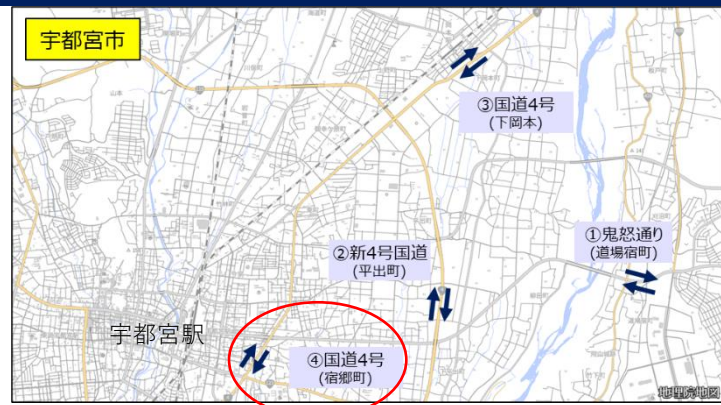 宇都宮市
③国道4号
(下岡本)
①鬼怒通り
(道場宿町)
②新4号国道
(平出町)
宇都宮駅
④国道4号
(宿郷町)
地理院地図